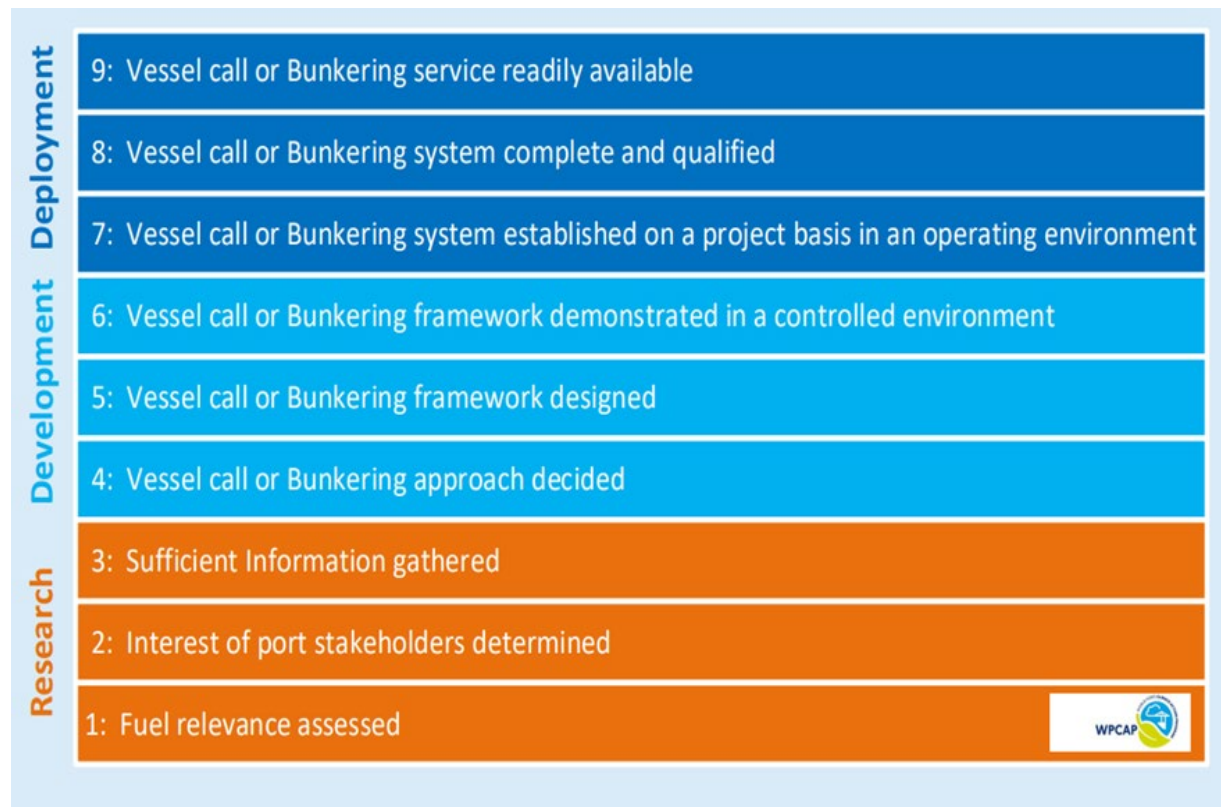 Deployment
9: Vessel call or Bunkering service readily available
8: Vessel call or Bunkering system complete and qualified
7: Vessel call or Bunkering system established on a project basis in an operating environment
Development
6: Vessel call or Bunkering framework demonstrated in a controlled environment
5: Vessel call or Bunkering framework designed
4: Vessel call or Bunkering approach decided
Research
3: Sufficient Information gathered
2: Interest of port stakeholders determined
1: Fuel relevance assessed
WPCAP